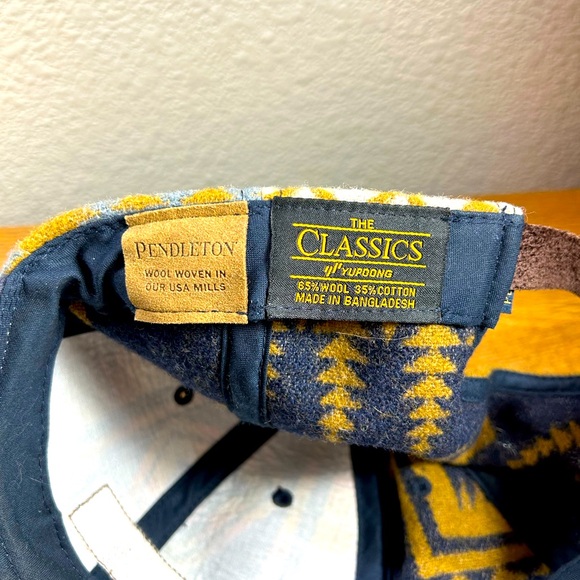 PENDLETON
WOOL WOVEN IN
OUR USA MILLS
THE
CLASSICS
YUPOONG
65% WOOL 35% COTTON
MADE IN BANGLADESH